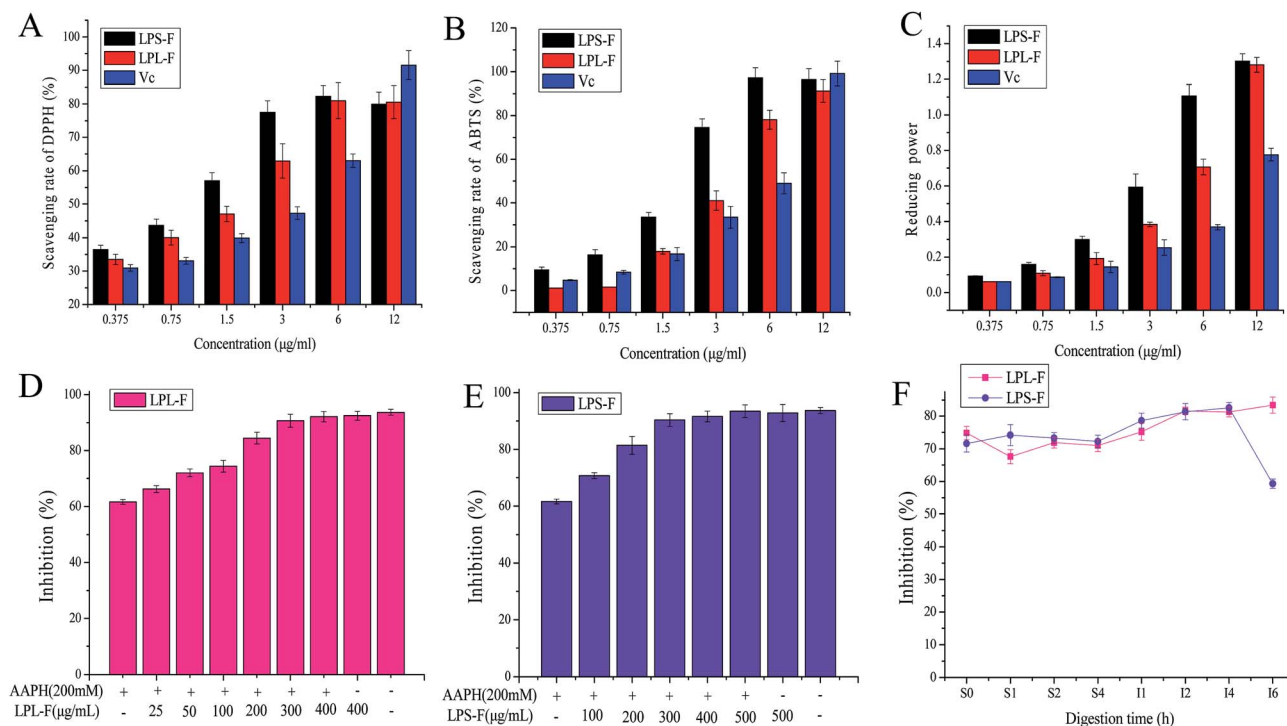 A
LPS-F
LPL-F
Vc
Scavenging rate of DPPH (%)
100
90
80
70
60
50
40
30
20
0.375 0.75 1.5 3 6 12
Concentration (μg/ml)
B
LPS-F
LPL-F
Vc
Scavenging rate of ABTS (%)
120
100
80
60
40
20
0
0.375 0.75 1.5 3 6 12
Concentration (μg/ml)
C
LPS-F
LPL-F
Vc
Reducing power
1.4
1.2
1.0
0.8
0.6
0.4
0.2
0.0
0.375 0.75 1.5 3 6 12
Concentration (μg/ml)
D
LPL-F
Inhibition (%)
100
80
60
40
20
0
AAPH(200mM) + + + + + + + - -
LPL-F(μg/mL) - 25 50 100 200 300 400 400 -
E
LPS-F
Inhibition (%)
100
80
60
40
20
0
AAPH(200mM) + + + + + + - -
LPS-F(μg/mL) - 100 200 300 400 500 500 -
F
LPL-F
LPS-F
Inhibition (%)
80
70
60
50
40
30
20
10
0
S0 S1 S2 S4 I1 I2 I4 I6
Digestion time (h)